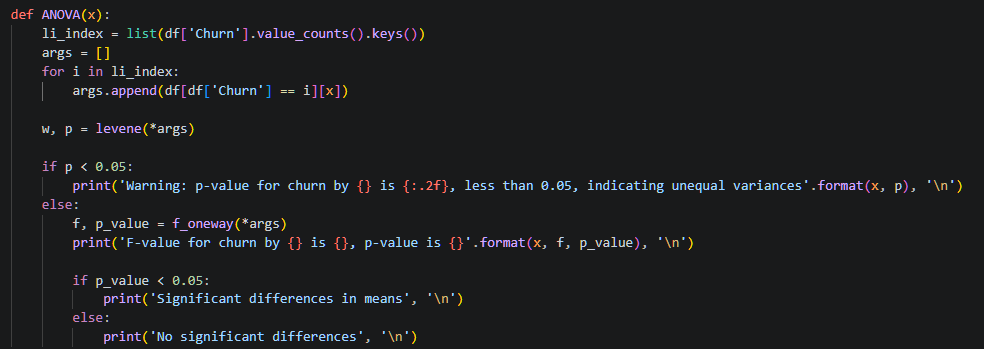 def ANOVA(x):
    li_index = list(df['Churn'].value_counts().keys())
    args = []
    for i in li_index:
        args.append(df[df['Churn'] == i][x])

    w, p = levene(*args)

    if p < 0.05:
        print('Warning: p-value for churn by {} is {:.2f}, less than 0.05, indicating unequal variances'.format(x, p), '\n')
    else:
        f, p_value = f_oneway(*args)
        print('F-value for churn by {} is {}, p-value is {}'.format(x, f, p_value), '\n')

        if p_value < 0.05:
            print('Significant differences in means', '\n')
        else:
            print('No significant differences', '\n')